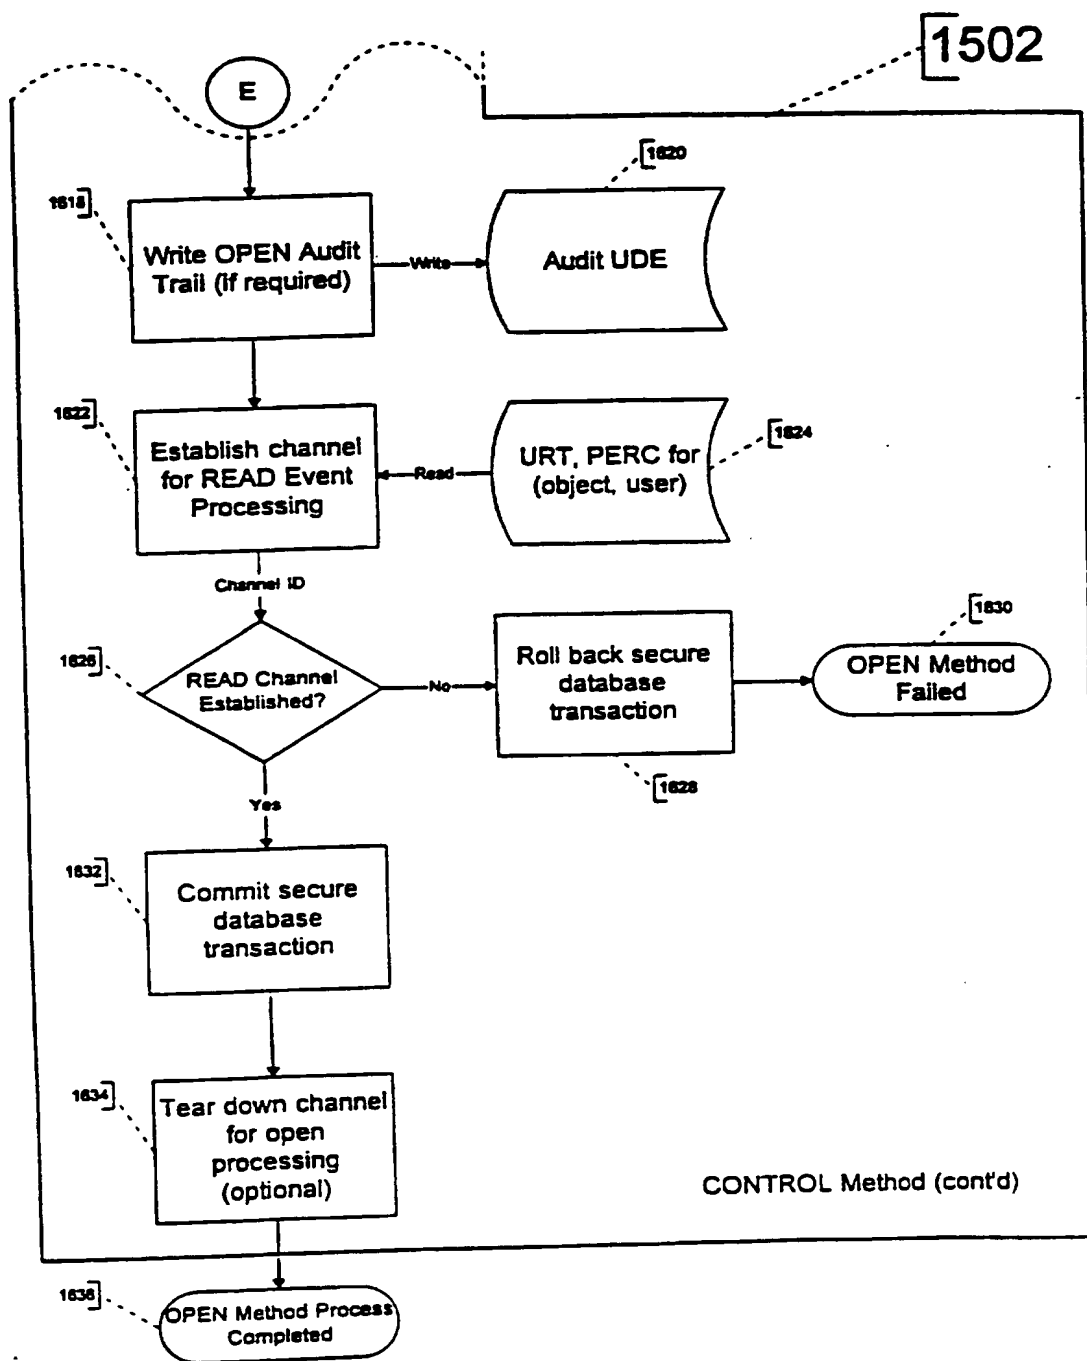 1502
E
1618
Write OPEN Audit
Trail (if required)
Write
1620
Audit UDE
1622
Establish channel
for READ Event
Processing
Read
URT, PERC for
(object, user)
1624
Channel ID
1626
READ Channel
Established?
No
Roll back secure
database
transaction
1628
1630
OPEN Method
Failed
Yes
1632
Commit secure
database
transaction
1634
Tear down channel
for open
processing
(optional)
CONTROL Method (cont'd)
1636
OPEN Method Process
Completed